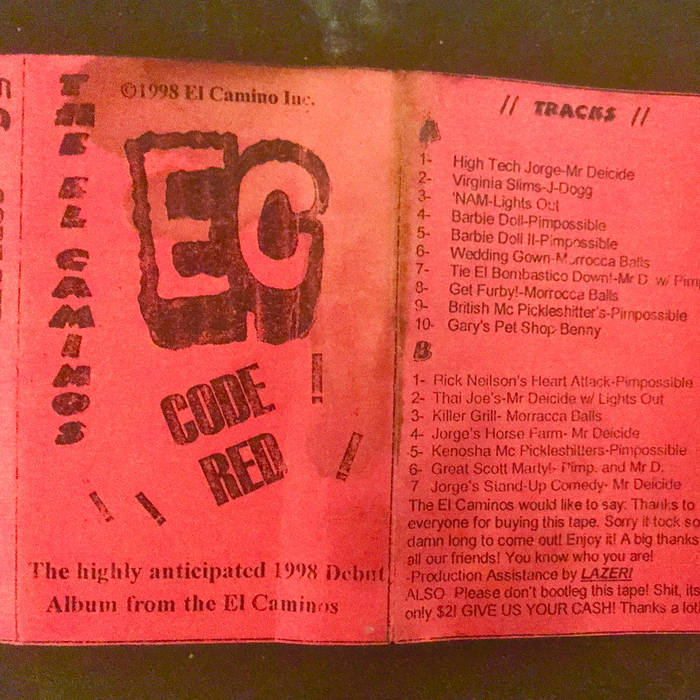 THE EL CAMINOS
©1998 El Camino Inc.
EC
CODE
RED
The highly anticipated 1998 Debut
Album from the El Caminos
// TRACKS //
A
1- High Tech Jorge-Mr Deicide
2- Virginia Slims-J-Dogg
3- 'NAM-Lights Out
4- Barbie Doll-Pimpossible
5- Barbie Doll II-Pimpossible
6- Wedding Gown-Morrocca Balls
7- Tie El Bombastico Down!-Mr D w/ Pimp
8- Get Furby!-Morrocca Balls
9- British Mc Pickleshitter's-Pimpossible
10- Gary's Pet Shop Benny
B
1- Rick Neilson's Heart Attack-Pimpossible
2- Thai Joe's-Mr Deicide w/ Lights Out
3- Killer Grill- Morracca Balls
4- Jorge's Horse Farm- Mr Deicide
5- Kenosha Mc Pickleshitters-Pimpossible
6- Great Scott Marty!- Pimp. and Mr D.
7 Jorge's Stand-Up Comedy- Mr Deicide
The El Caminos would like to say: Thanks to
everyone for buying this tape. Sorry it took so
damn long to come out! Enjoy it! A big thanks
all our friends! You know who you are!
-Production Assistance by LAZER!
ALSO Please don't bootleg this tape! Shit, its
only $2! GIVE US YOUR CASH! Thanks a lot!